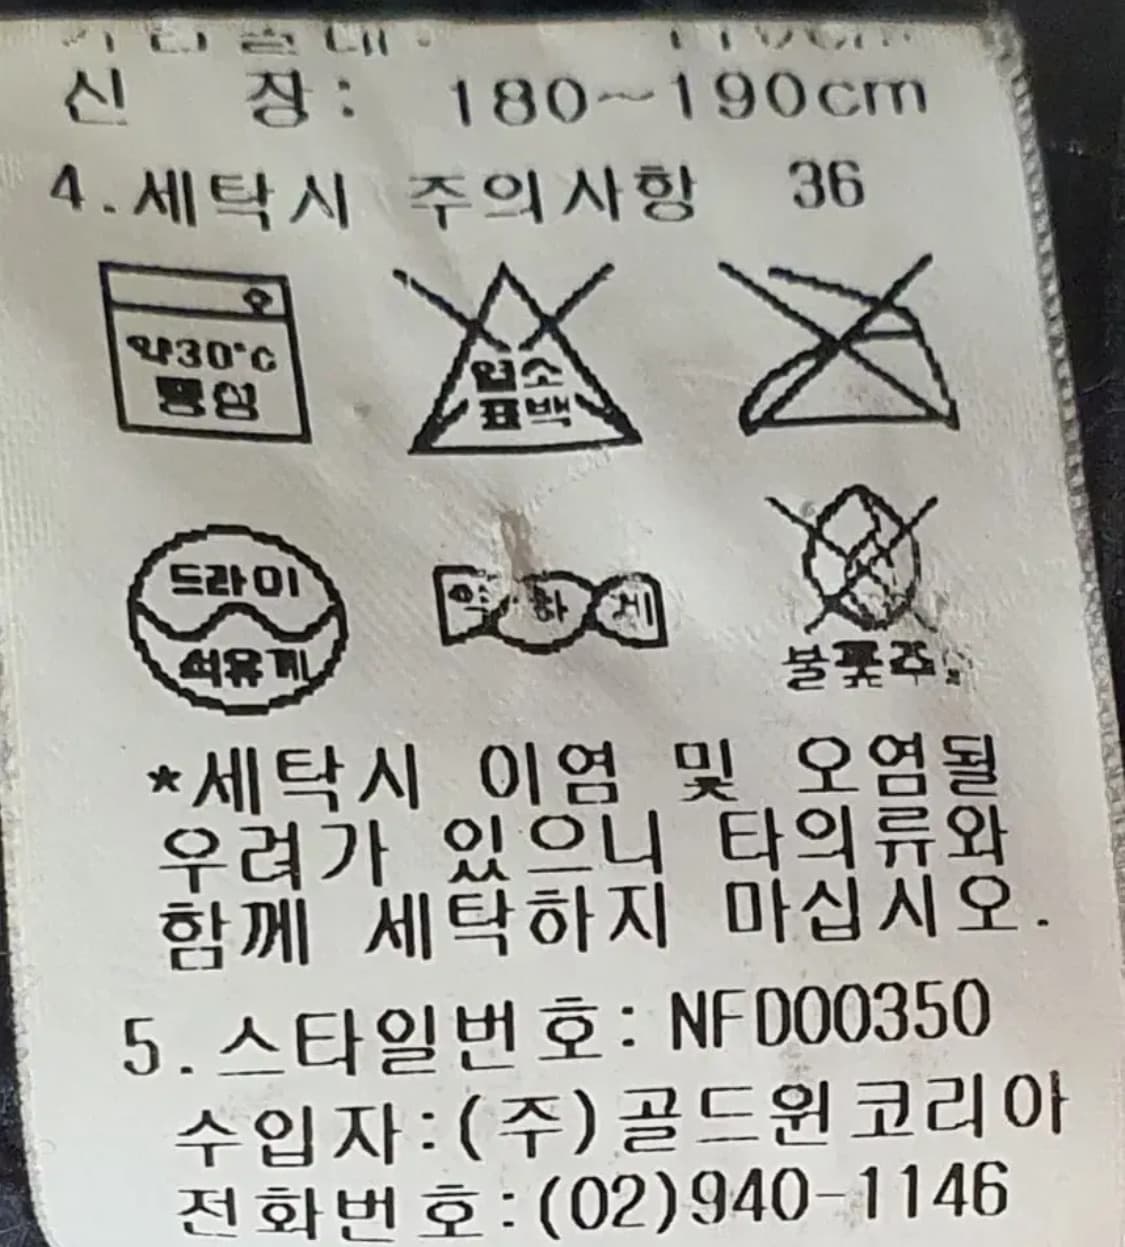 신 장: 180~190cm
4.세탁시 주의사항 36
약30°C
중성
염소
표백
드라이
석유계
약하게
*세탁시 이염 및 오염될
우려가 있으니 타의류와
함께 세탁하지 마십시오.
5.스타일번호:NFD00350
수입자:(주)골드윈코리아
전화번호:(02)940-1146